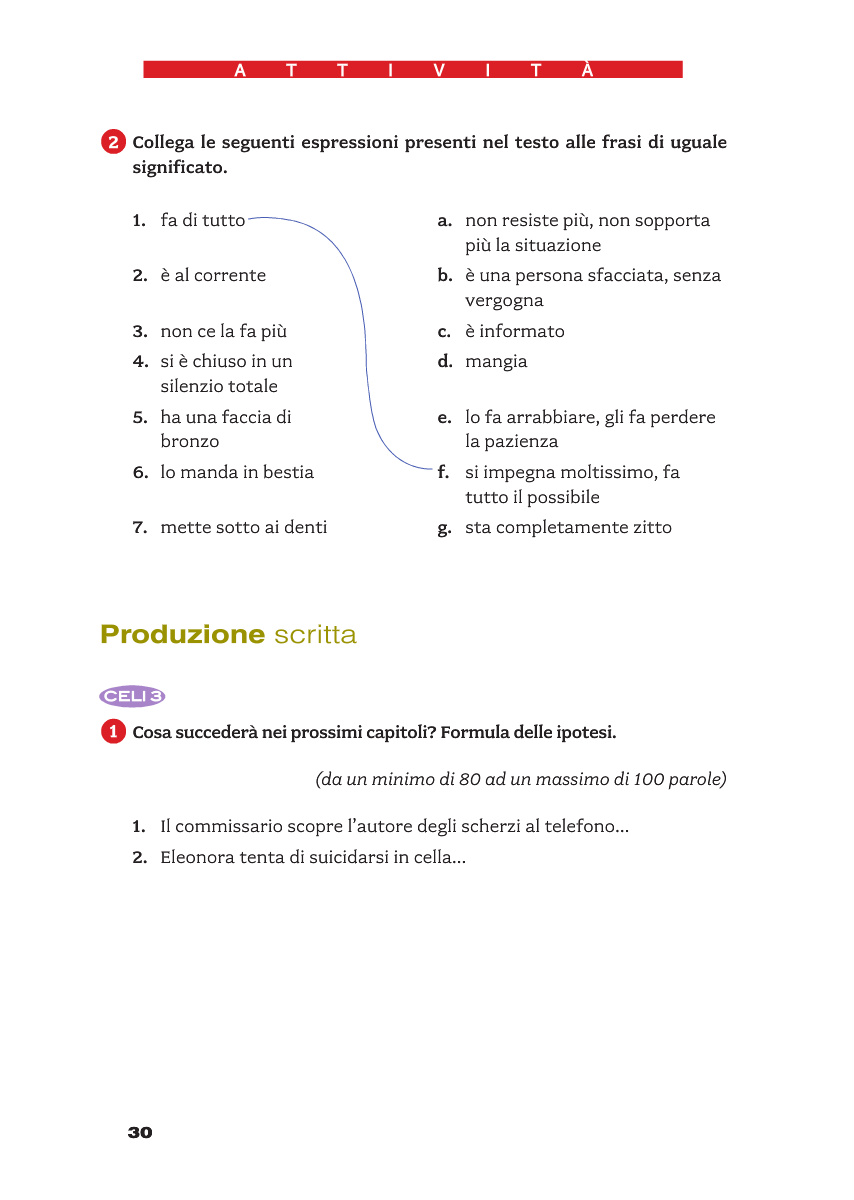 ATTIVITÀ
2 Collega le seguenti espressioni presenti nel testo alle frasi di uguale
significato.
1. fa di tutto
a. non resiste più, non sopporta
più la situazione
2. è al corrente
b. è una persona sfacciata, senza
vergogna
3. non ce la fa più
c. è informato
4. si è chiuso in un
silenzio totale
d. mangia
5. ha una faccia di
bronzo
e. lo fa arrabbiare, gli fa perdere
la pazienza
6. lo manda in bestia
f. si impegna moltissimo, fa
tutto il possibile
7. mette sotto ai denti
g. sta completamente zitto
Produzione scritta
CELI 3
1 Cosa succederà nei prossimi capitoli? Formula delle ipotesi.
(da un minimo di 80 ad un massimo di 100 parole)
1. Il commissario scopre l'autore degli scherzi al telefono...
2. Eleonora tenta di suicidarsi in cella...
30